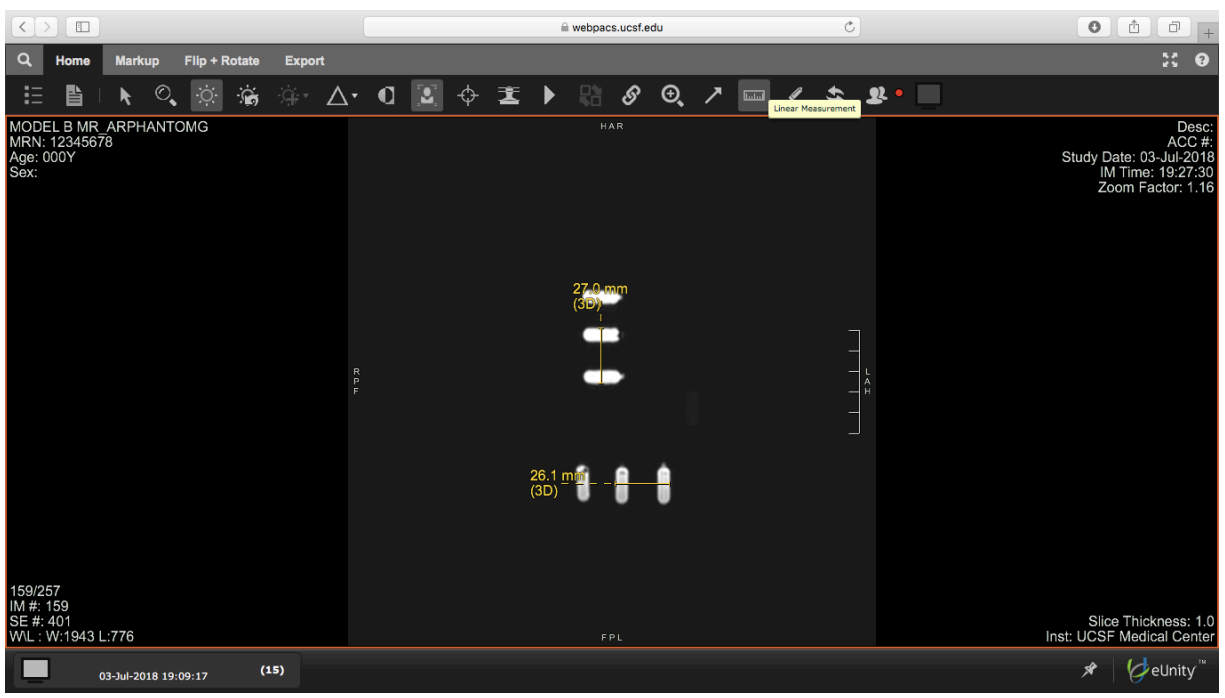 webpacs.ucsf.edu
Home Markup Flip + Rotate Export
Linear Measurement
MODEL B MR_ARPHANTOMG
MRN: 12345678
Age: 000Y
Sex:
HAR
Desc:
ACC #:
Study Date: 03-Jul-2018
IM Time: 19:27:30
Zoom Factor: 1.16
27.0 mm
(3D)
R
P
F
L
A
H
26.1 mm
(3D)
159/257
IM #: 159
SE #: 401
W\L : W:1943 L:776
FPL
Slice Thickness: 1.0
Inst: UCSF Medical Center
03-Jul-2018 19:09:17 (15)
eUnity™